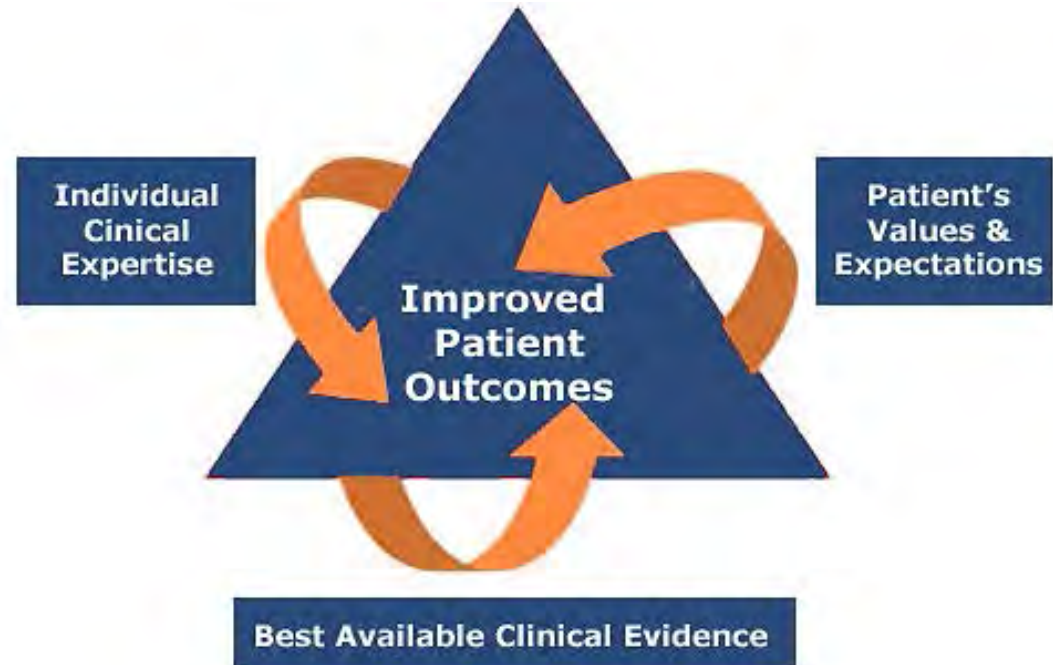 Individual
Cinical
Expertise
Patient’s
Values &
Expectations
Improved
Patient
Outcomes
Best Available Clinical Evidence